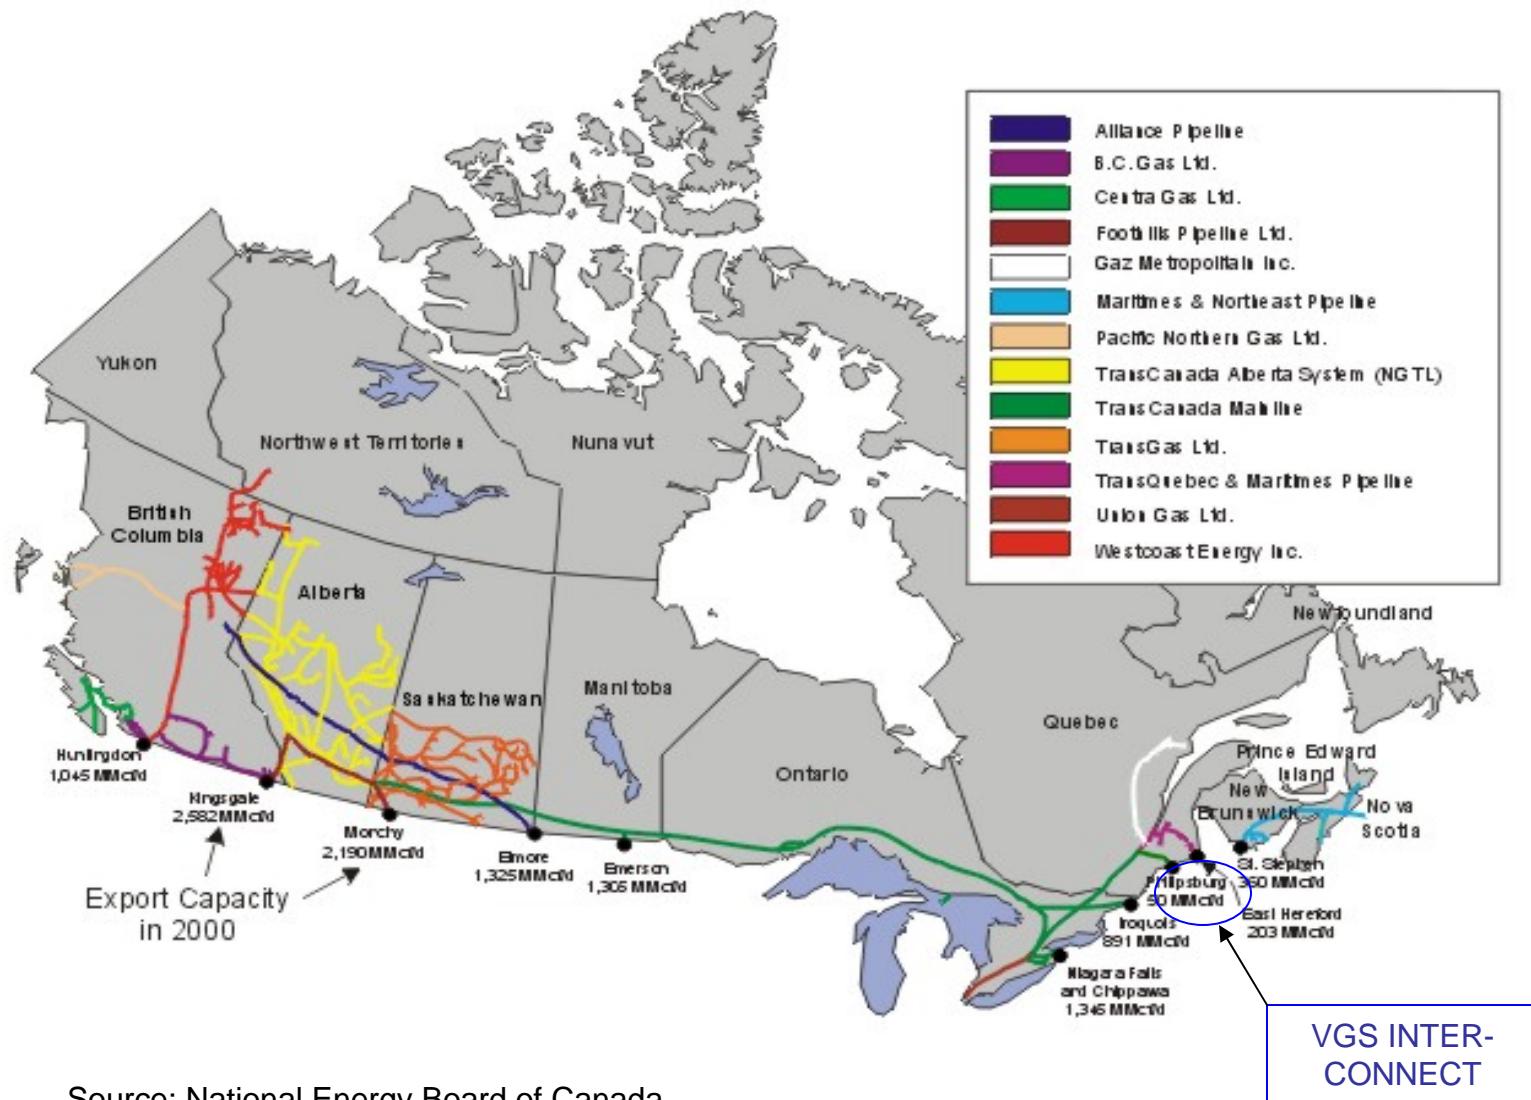 Alliance Pipeline
B.C.Gas Ltd.
Centra Gas Ltd.
Foothills Pipeline Ltd.
Gaz Metropolitain Inc.
Maritimes & Northeast Pipeline
Pacific Northern Gas Ltd.
TransCanada Alberta System (NGTL)
TransCanada Mainline
TransGas Ltd.
TransQuebec & Maritimes Pipeline
Union Gas Ltd.
Westcoast Energy Inc.
Yukon
Northwest Territories
Nunavut
British
Columbia
Alberta
Saskatchewan
Manitoba
Ontario
Quebec
Newfoundland
Prince Edward
Island
New
Brunswick
Nova
Scotia
Huntingdon
1,045 MMcf/d
Kingsgate
2,582 MMcf/d
Monchy
2,190 MMcf/d
Elmore
1,325 MMcf/d
Emerson
1,305 MMcf/d
St. Stephen
360 MMcf/d
Philipsburg
50 MMcf/d
East Hereford
203 MMcf/d
Iroquois
891 MMcf/d
Niagara Falls
and Chippawa
1,345 MMcf/d
Export Capacity
in 2000
VGS INTER-
CONNECT
Source: National Energy Board of Canada